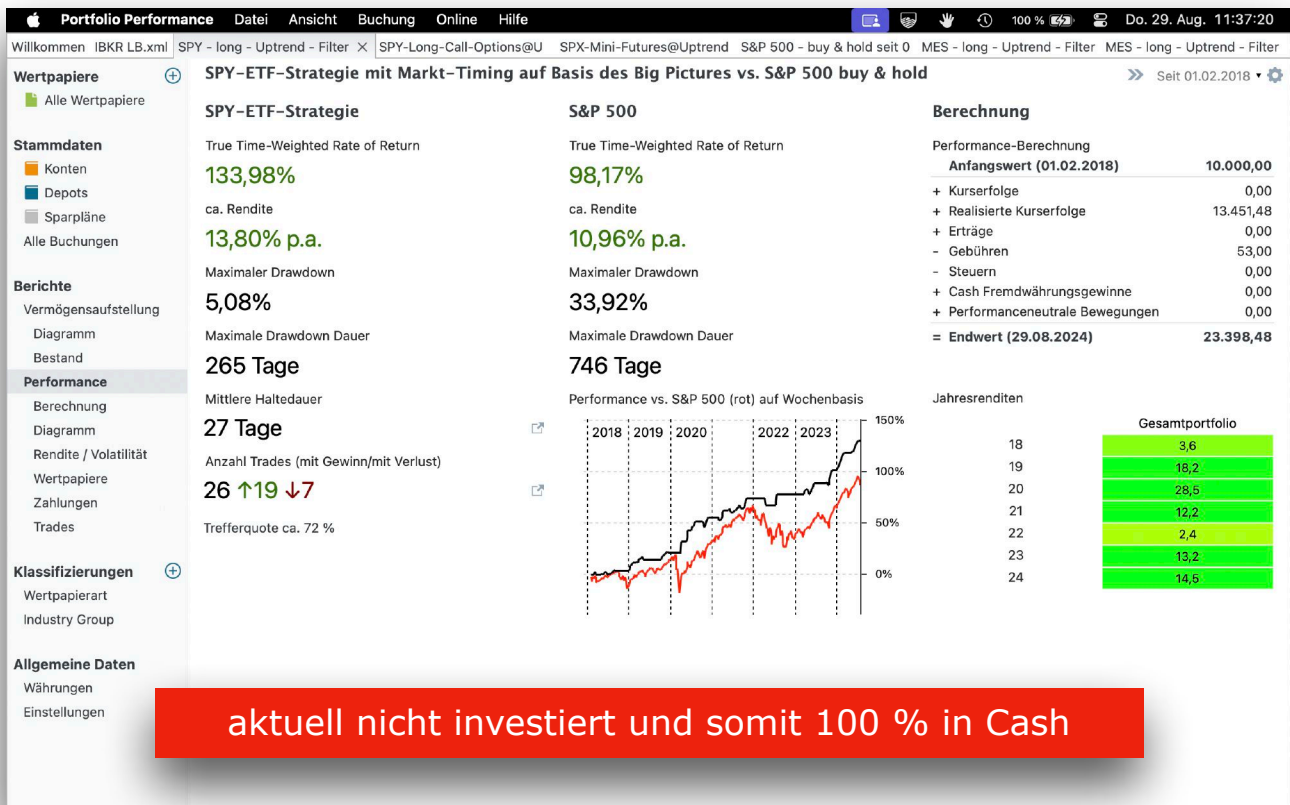 Portfolio Performance Datei Ansicht Buchung Online Hilfe 100 % Do. 29. Aug. 11:37:20
Willkommen IBKR LB.xml SPY - long - Uptrend - Filter SPY-Long-Call-Options@U SPX-Mini-Futures@Uptrend S&P 500 - buy & hold seit 0 MES - long - Uptrend - Filter MES - long - Uptrend - Filter
Wertpapiere
Alle Wertpapiere
Stammdaten
Konten
Depots
Sparpläne
Alle Buchungen
Berichte
Vermögensaufstellung
Diagramm
Bestand
Performance
Berechnung
Diagramm
Rendite / Volatilität
Wertpapiere
Zahlungen
Trades
Klassifizierungen
Wertpapierart
Industry Group
Allgemeine Daten
Währungen
Einstellungen
SPY-ETF-Strategie mit Markt-Timing auf Basis des Big Pictures vs. S&P 500 buy & hold
Seit 01.02.2018
SPY-ETF-Strategie
True Time-Weighted Rate of Return
133,98%
ca. Rendite
13,80% p.a.
Maximaler Drawdown
5,08%
Maximale Drawdown Dauer
265 Tage
Mittlere Haltedauer
27 Tage
Anzahl Trades (mit Gewinn/mit Verlust)
26 ↑19 ↓7
Trefferquote ca. 72 %
S&P 500
True Time-Weighted Rate of Return
98,17%
ca. Rendite
10,96% p.a.
Maximaler Drawdown
33,92%
Maximale Drawdown Dauer
746 Tage
Performance vs. S&P 500 (rot) auf Wochenbasis
2018 2019 2020 2022 2023
150%
100%
50%
0%
Berechnung
Performance-Berechnung
Anfangswert (01.02.2018) 10.000,00
+ Kurserfolge 0,00
+ Realisierte Kurserfolge 13.451,48
+ Erträge 0,00
- Gebühren 53,00
- Steuern 0,00
+ Cash Fremdwährungsgewinne 0,00
+ Performanceneutrale Bewegungen 0,00
= Endwert (29.08.2024) 23.398,48
Jahresrenditen
Gesamtportfolio
18 3,6
19 18,2
20 28,5
21 12,2
22 2,4
23 13,2
24 14,5
aktuell nicht investiert und somit 100 % in Cash